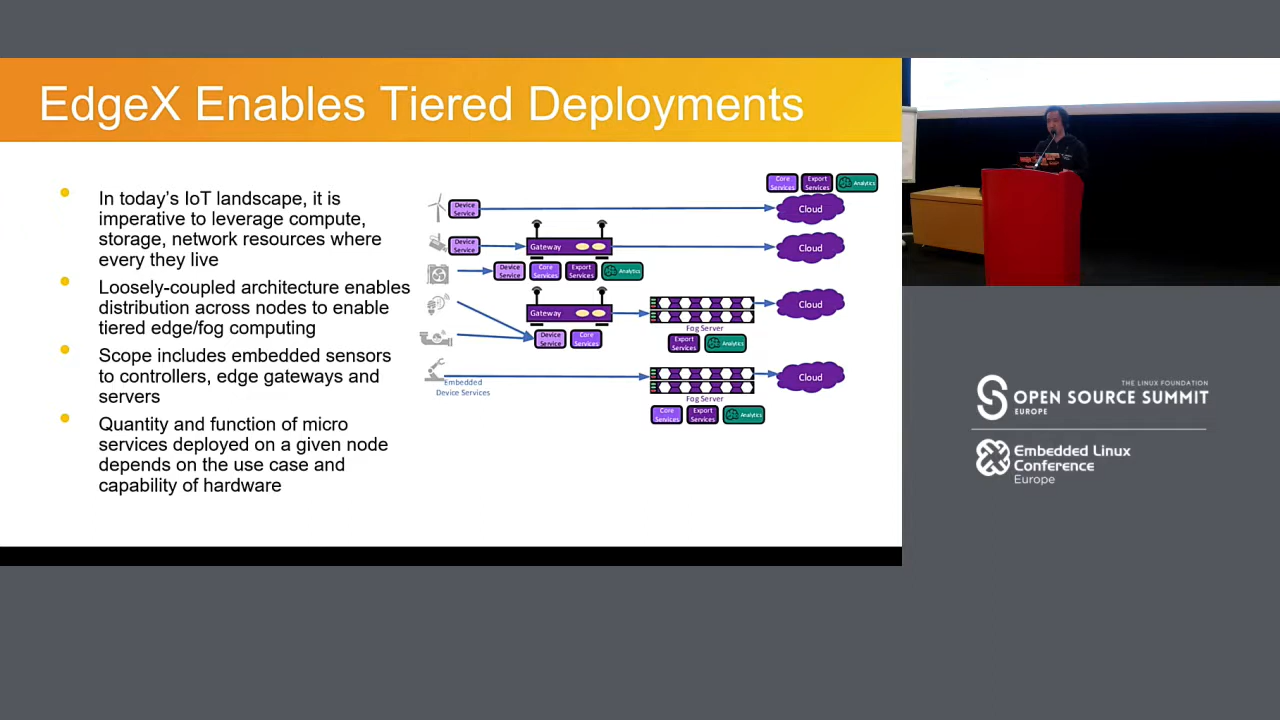 EdgeX Enables Tiered Deployments
In today's IoT landscape, it is
imperative to leverage compute,
storage, network resources where
every they live
Loosely-coupled architecture enables
distribution across nodes to enable
tiered edge/fog computing
Scope includes embedded sensors
to controllers, edge gateways and
servers
Quantity and function of micro
services deployed on a given node
depends on the use case and
capability of hardware
Core Services
Export Services
Analytics
Device Service
Cloud
Device Service
Gateway
Cloud
Device Service
Core Services
Export Services
Analytics
Gateway
Fog Server
Cloud
Device Service
Core Services
Export Services
Analytics
Embedded
Device Services
Fog Server
Cloud
Core Services
Export Services
Analytics
THE LINUX FOUNDATION
OPEN SOURCE SUMMIT
EUROPE
Embedded Linux
Conference
Europe